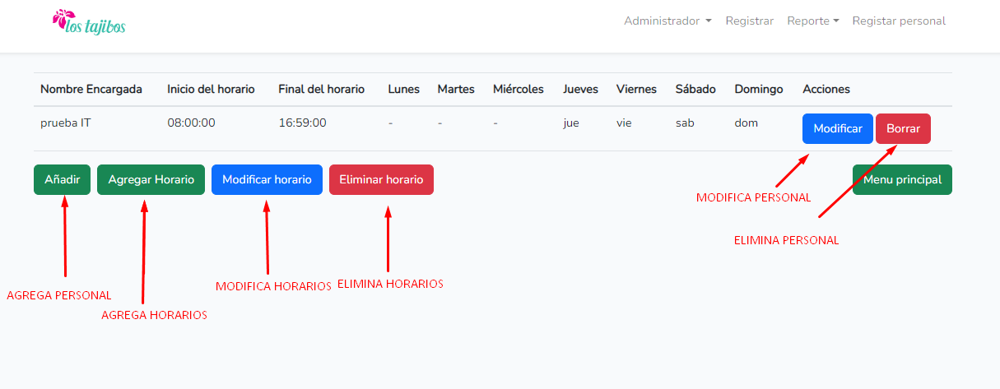 los tajibos
Administrador Registrar Reporte Registar personal
Nombre Encargada Inicio del horario Final del horario Lunes Martes Miércoles Jueves Viernes Sábado Domingo Acciones
prueba IT 08:00:00 16:59:00 - - - jue vie sab dom Modificar Borrar
Añadir Agregar Horario Modificar horario Eliminar horario Menu principal
MODIFICA PERSONAL
ELIMINA PERSONAL
AGREGA PERSONAL
MODIFICA HORARIOS
ELIMINA HORARIOS
AGREGA HORARIOS